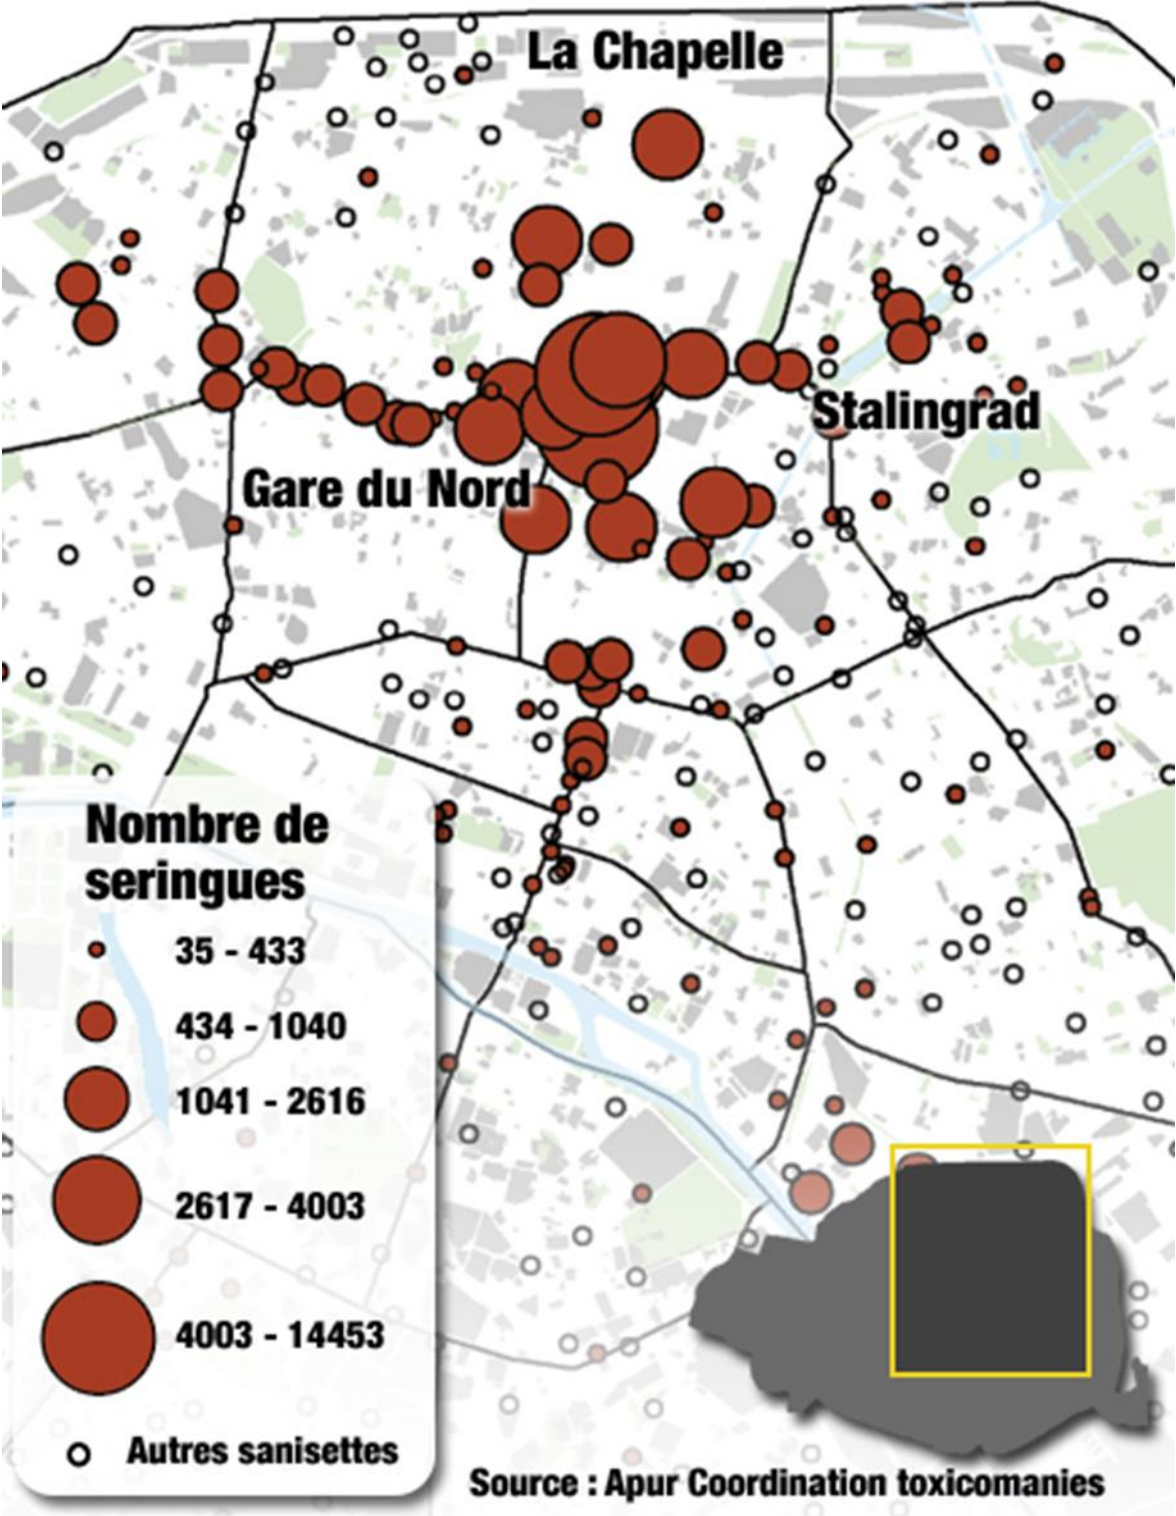 La Chapelle
Stalingrad
Gare du Nord
Nombre de
seringues
35 - 433
434 - 1040
1041 - 2616
2617 - 4003
4003 - 14453
Autres sanisettes
Source : Apur Coordination toxicomanies